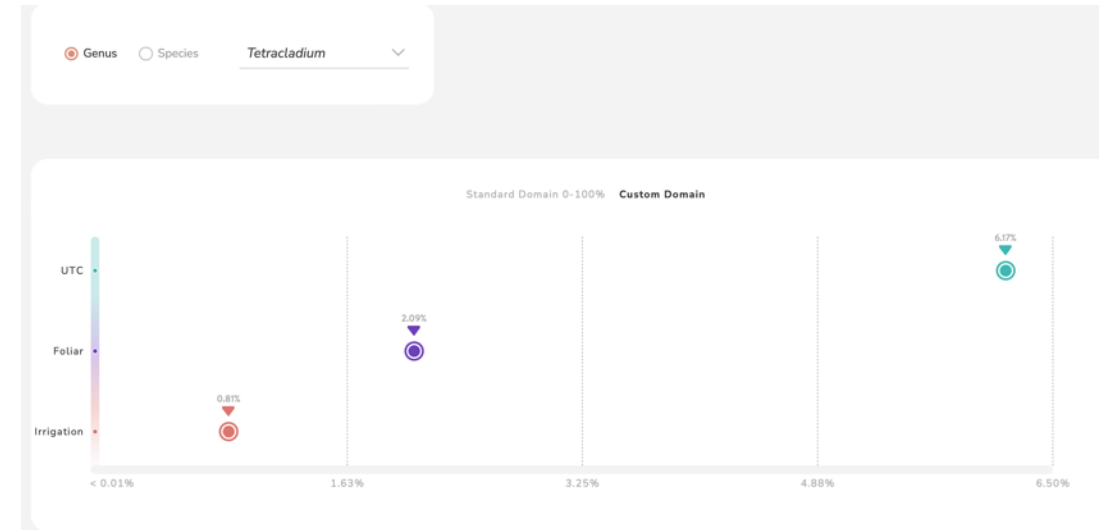 Genus Species Tetracladium
Standard Domain 0-100% Custom Domain
6.17%
UTC
2.09%
Foliar
0.81%
Irrigation
< 0.01% 1.63% 3.25% 4.88% 6.50%